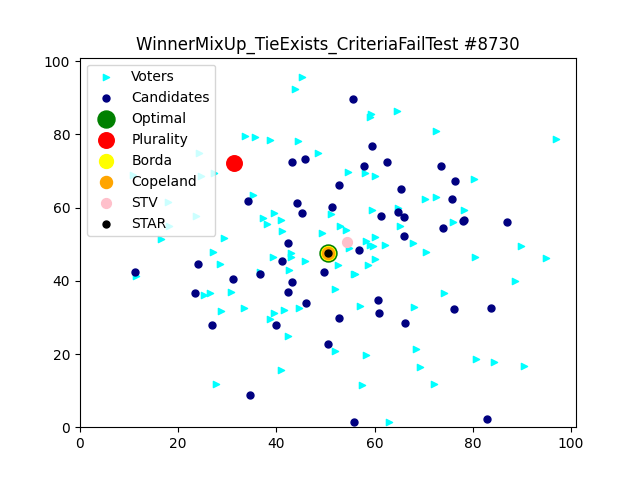 WinnerMixUp_TieExists_CriteriaFailTest #8730
Voters
Candidates
Optimal
Plurality
Borda
Copeland
STV
STAR
100
80
60
40
20
0
0 20 40 60 80 100